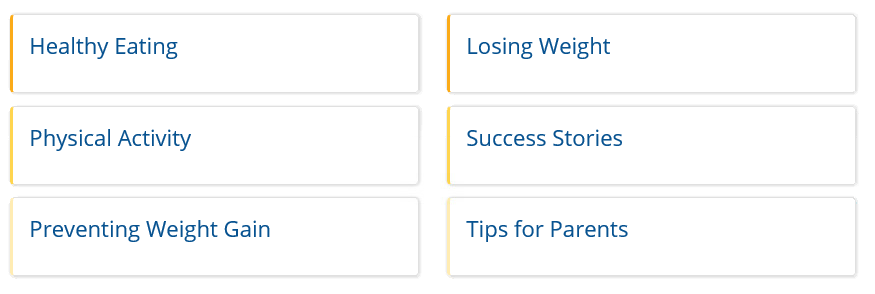 Healthy Eating
Losing Weight
Physical Activity
Success Stories
Preventing Weight Gain
Tips for Parents